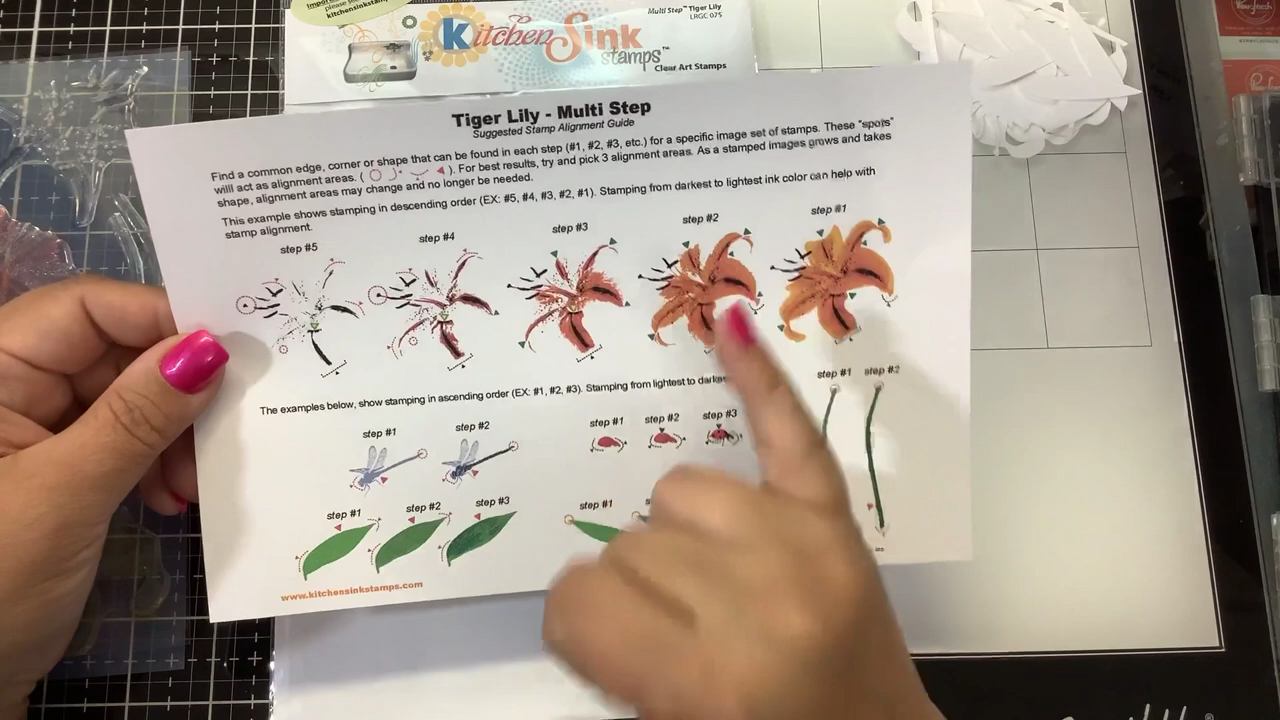 Impor
please se
kitchensinkstamp
Multi Step™ Tiger Lily
LRGC 075
Kitchen Sink
stamps™
Clear Art Stamps
Tiger Lily - Multi Step
Suggested Stamp Alignment Guide
Find a common edge, corner or shape that can be found in each step (#1, #2, #3, etc.) for a specific image set of stamps. These "spots"
willl act as alignment areas. ( ). For best results, try and pick 3 alignment areas. As a stamped images grows and takes
shape, alignment areas may change and no longer be needed.
This example shows stamping in descending order (EX: #5, #4, #3, #2, #1). Stamping from darkest to lightest ink color can help with
stamp alignment.
step #5 step #4 step #3 step #2 step #1
The examples below, show stamping in ascending order (EX: #1, #2, #3). Stamping from lightest to darkes
step #1 step #2
step #1 step #2 step #3
step #1 step #2
step #1 step #2 step #3
step #1
www.kitchensinkstamps.com